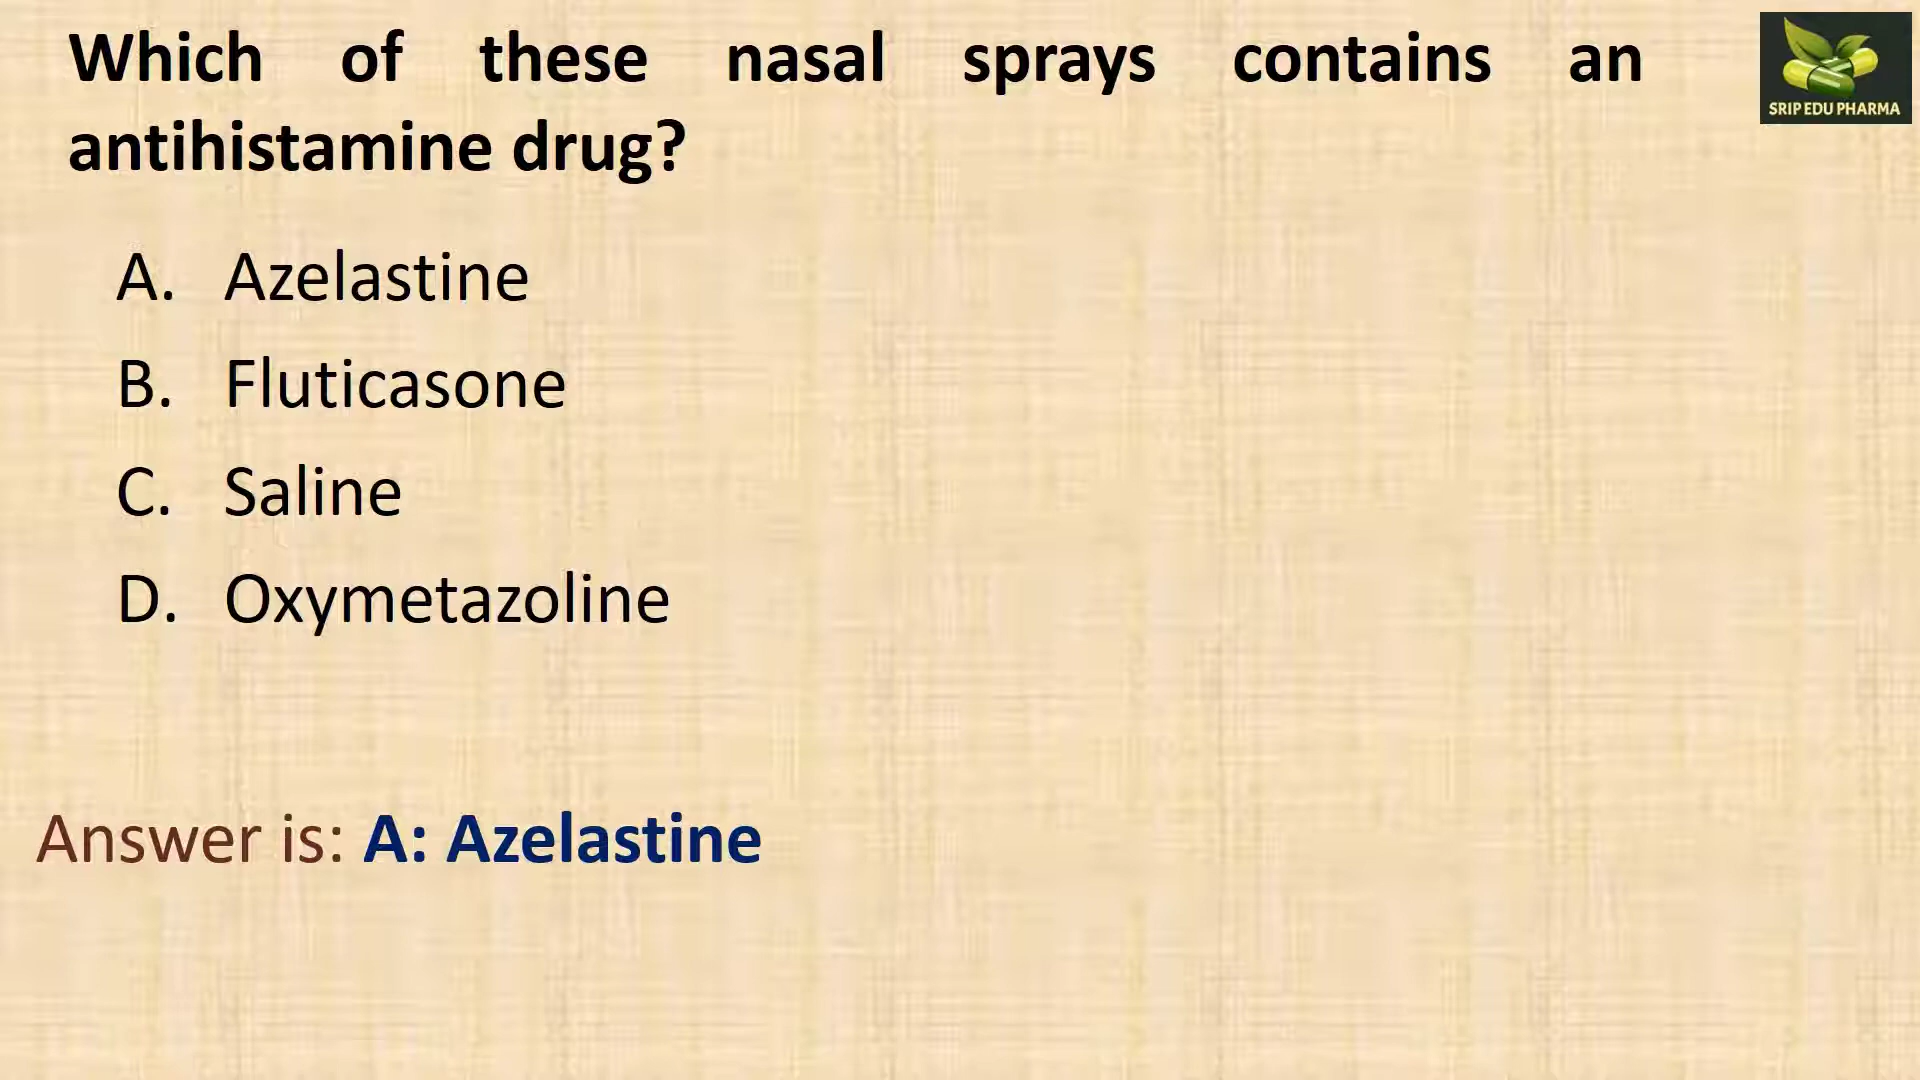 Which of these nasal sprays contains an
SRIP EDU PHARMA
antihistamine drug?
A. Azelastine
B. Fluticasone
C. Saline
D. Oxymetazoline
Answer is: A: Azelastine